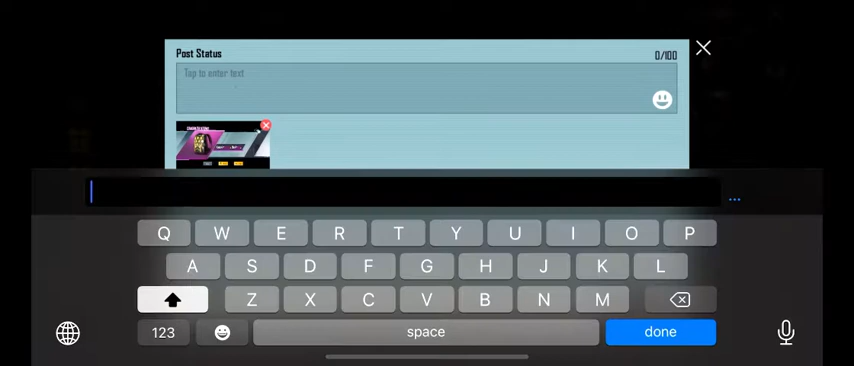 Post Status
0/100
Tap to enter text
...
Q W E R T Y U I O P
A S D F G H J K L
Z X C V B N M
123 space done